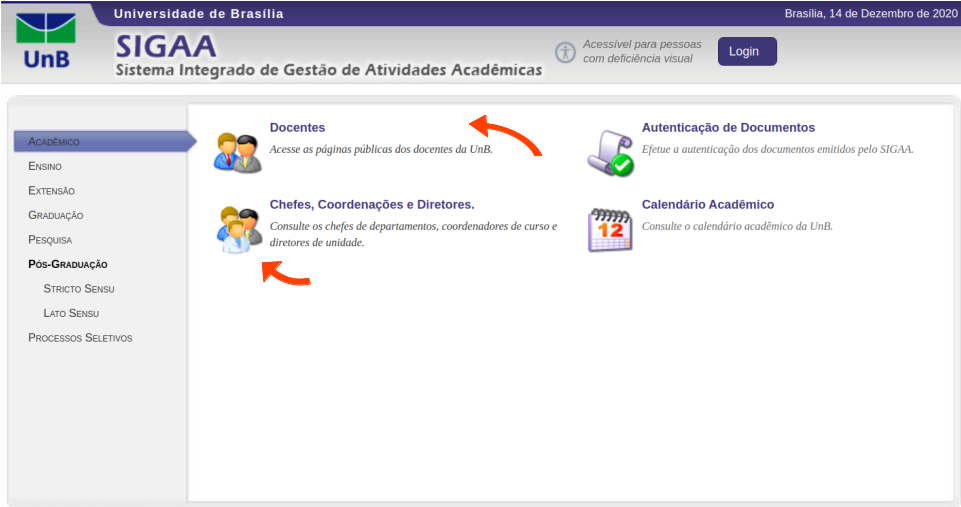 Universidade de Brasília
Brasília, 14 de Dezembro de 2020
UnB
SIGAA
Sistema Integrado de Gestão de Atividades Acadêmicas
Acessível para pessoas
com deficiência visual
Login
Acadêmico
Ensino
Extensão
Graduação
Pesquisa
Pós-Graduação
Stricto Sensu
Lato Sensu
Processos Seletivos
Docentes
Acesse as páginas públicas dos docentes da UnB.
Chefes, Coordenações e Diretores.
Consulte os chefes de departamentos, coordenadores de curso e
diretores de unidade.
Autenticação de Documentos
Efetue a autenticação dos documentos emitidos pelo SIGAA.
12
Calendário Acadêmico
Consulte o calendário acadêmico da UnB.